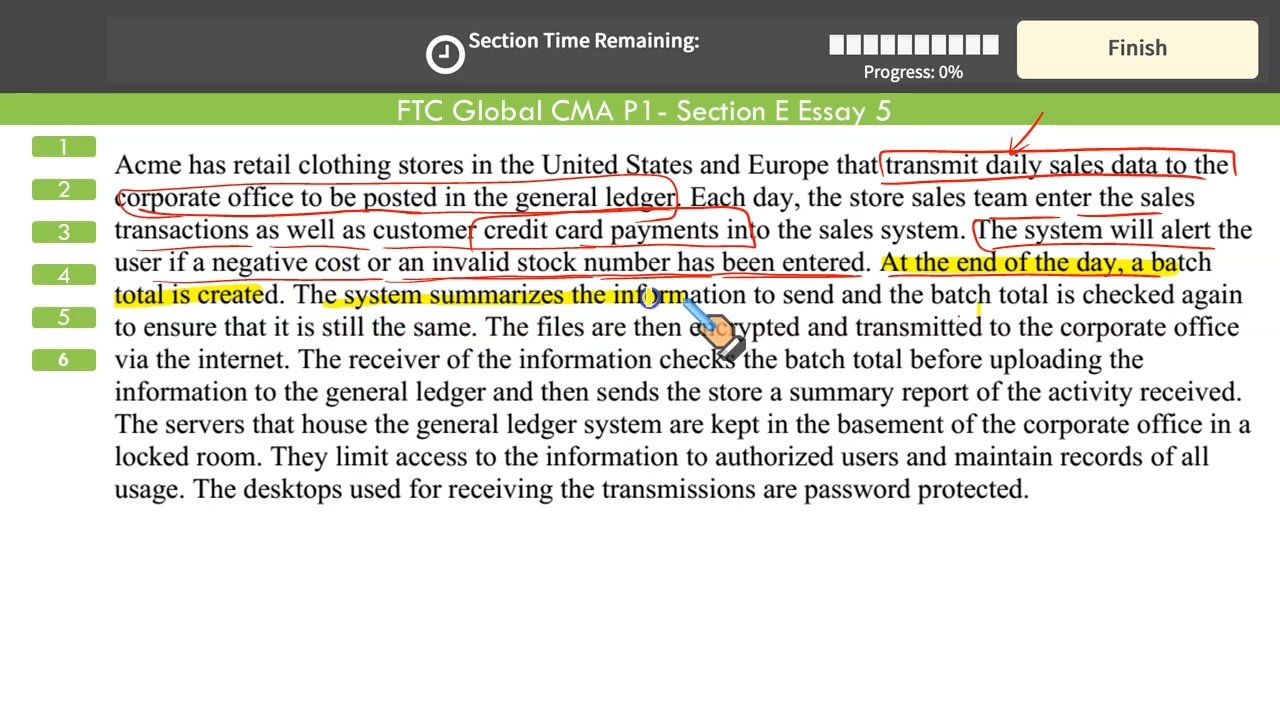 Section Time Remaining:
Progress: 0%
Finish
FTC Global CMA P1- Section E Essay 5
1
2
3
4
5
6
Acme has retail clothing stores in the United States and Europe that transmit daily sales data to the
corporate office to be posted in the general ledger. Each day, the store sales team enter the sales
transactions as well as customer credit card payments into the sales system. The system will alert the
user if a negative cost or an invalid stock number has been entered. At the end of the day, a batch
total is created. The system summarizes the information to send and the batch total is checked again
to ensure that it is still the same. The files are then encrypted and transmitted to the corporate office
via the internet. The receiver of the information checks the batch total before uploading the
information to the general ledger and then sends the store a summary report of the activity received.
The servers that house the general ledger system are kept in the basement of the corporate office in a
locked room. They limit access to the information to authorized users and maintain records of all
usage. The desktops used for receiving the transmissions are password protected.